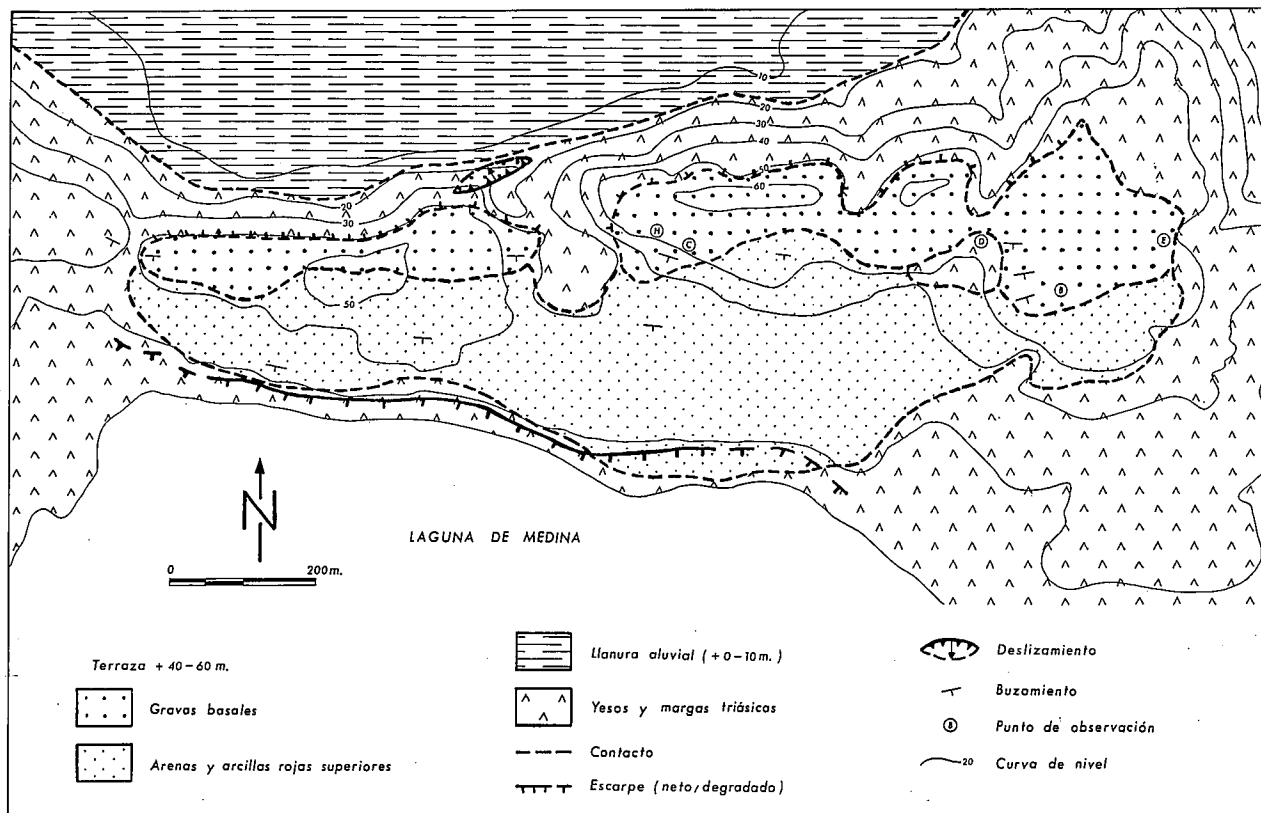 10
20
30
40
50
60
20
30
50
H
C
D
E
B
N
0 200m.
LAGUNA DE MEDINA
Terraza + 40-60 m.
Gravas basales
Arenas y arcillas rojas superiores
Llanura aluvial (+0-10m.)
Yesos y margas triásicas
Contacto
Escarpe (neto/degradado)
Deslizamiento
Buzamiento
B Punto de observación
20 Curva de nivel